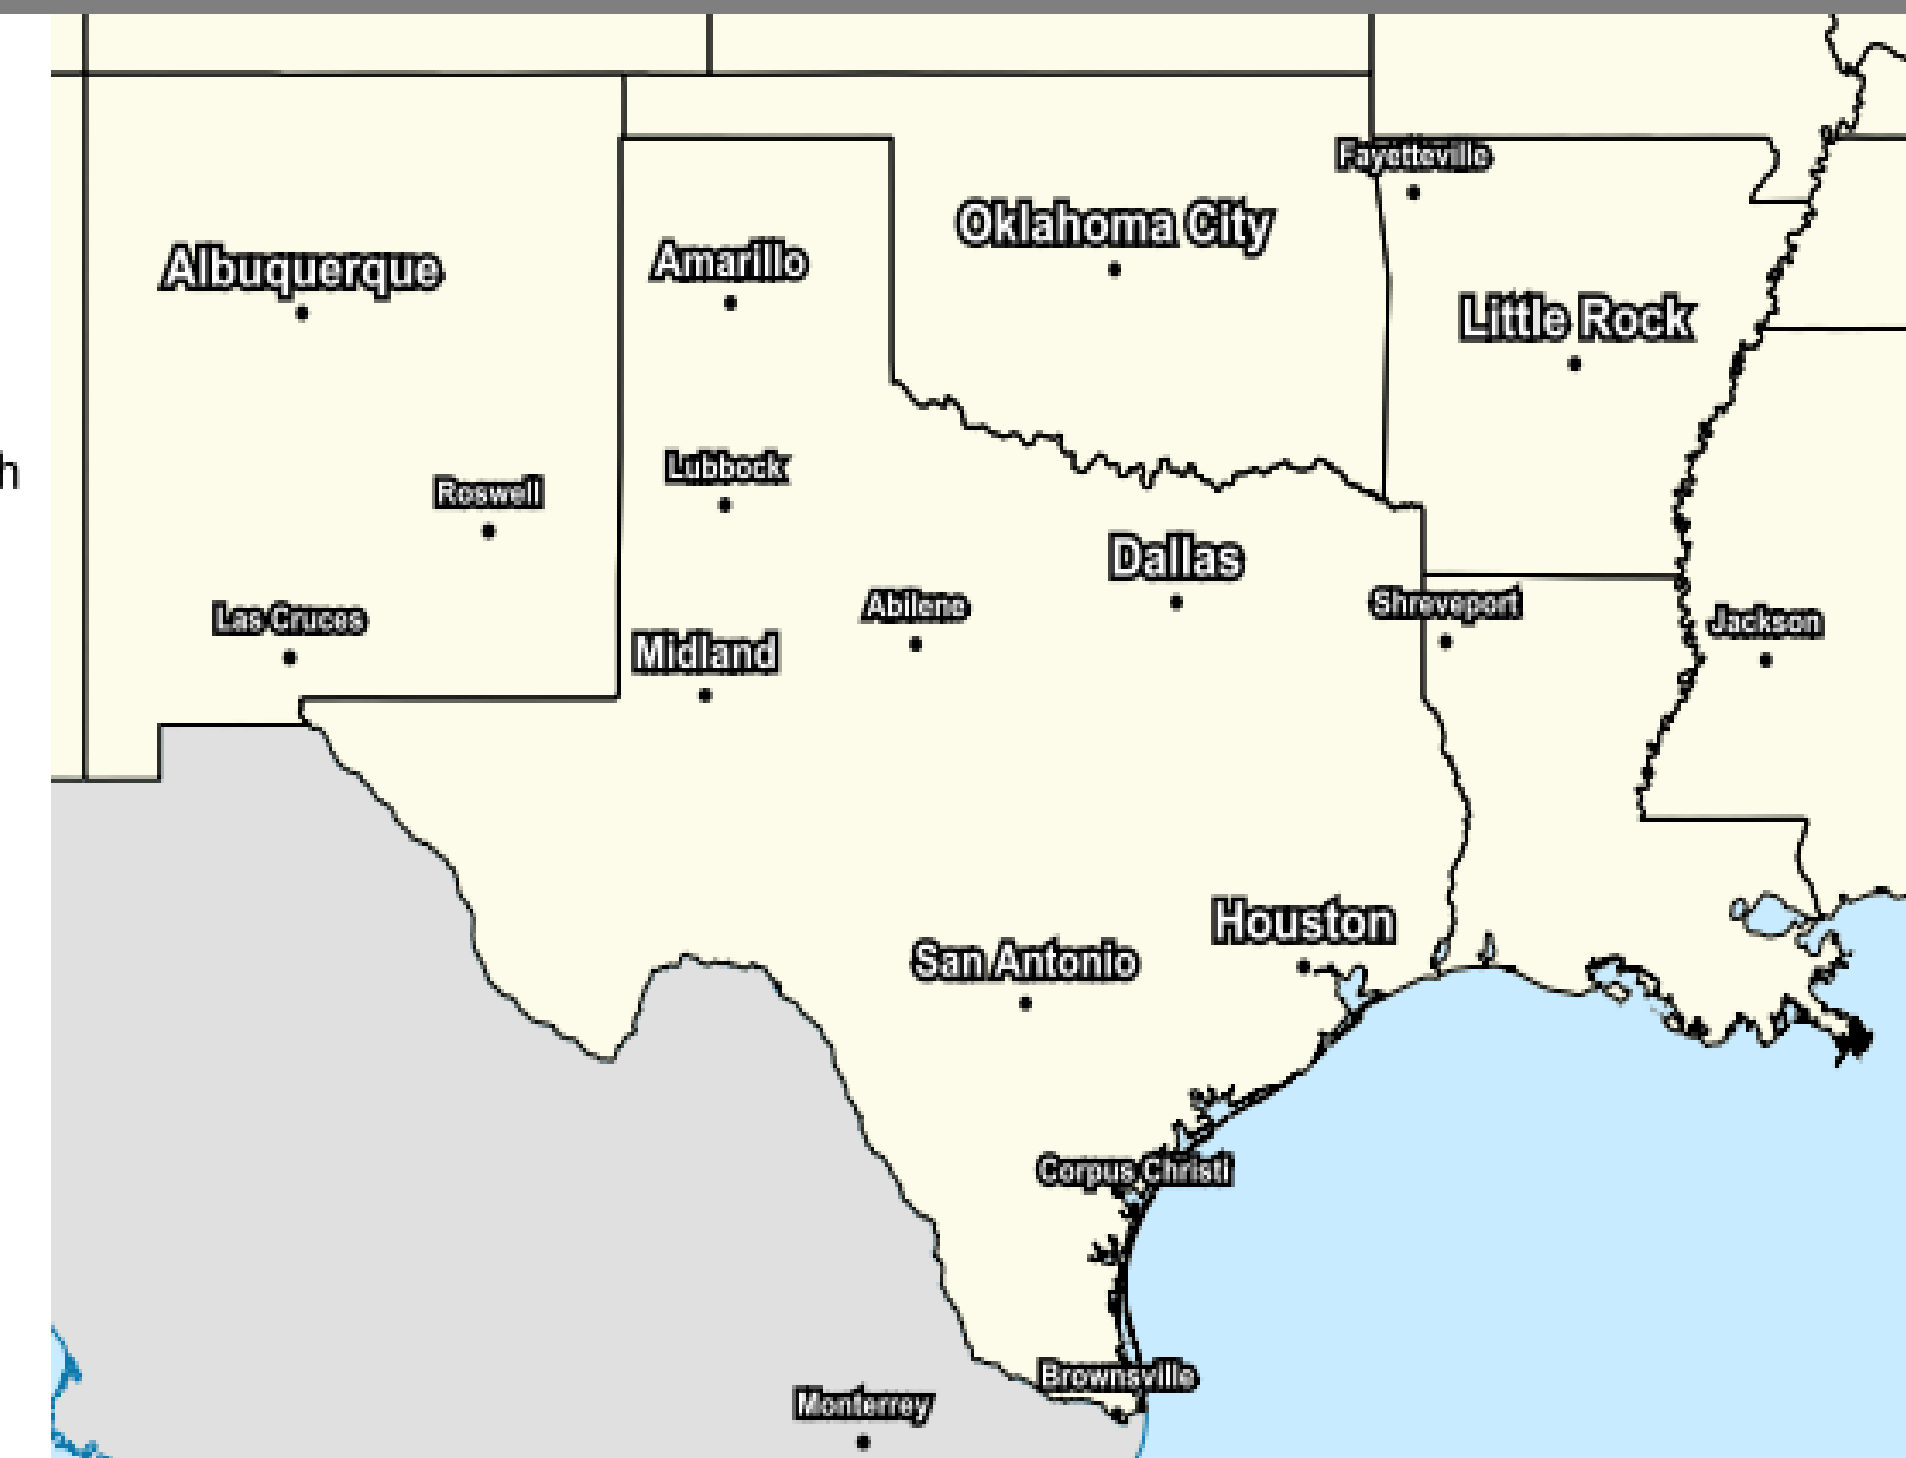 Fayetteville
Oklahoma City
Albuquerque
Amarillo
Little Rock
h
Lubbock
Roswell
Dallas
Abilene
Shreveport
Las Cruces
Jackson
Midland
Houston
San Antonio
Corpus Christi
Brownsville
Monterrey